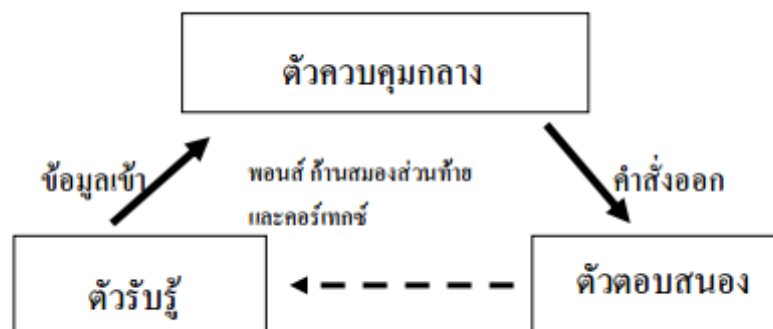 ตัวควบคุมกลาง
ข้อมูลเข้า
พอนส์ ก้านสมองส่วนท้าย
และคอร์เทกซ์
คำสั่งออก
ตัวรับรู้
ตัวตอบสนอง